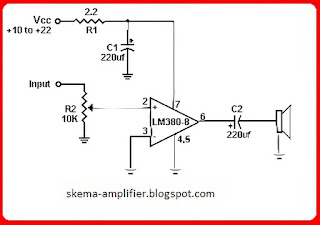 Vcc
+10 to +22
2.2
R1
C1
220uf
Input
R2
10K
2
+
7
LM380-8
6
3
-
4,5
C2
+
220uf
+
skema-amplifier.blogspot.com